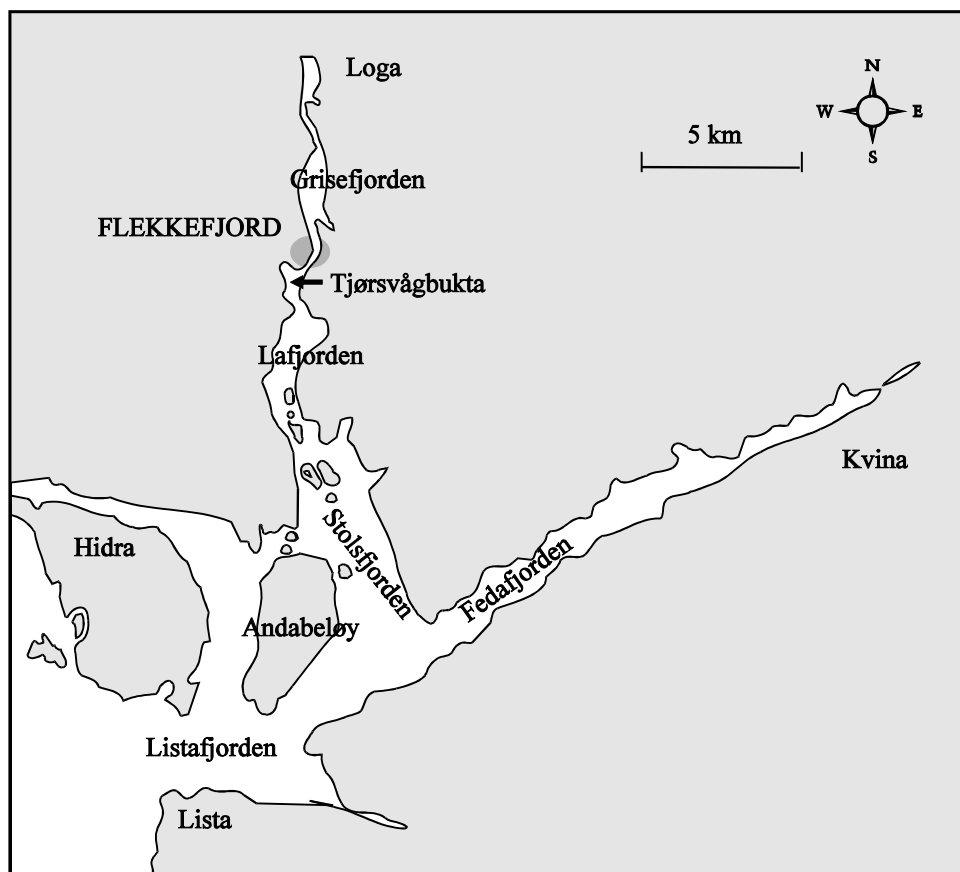 Loga
N
W
E
S
5 km
Grisefjorden
FLEKKEFJORD
Tjørsvågbukta
Lafjorden
Kvina
Hidra
Stolsfjorden
Fedafjorden
Andabeløy
Listafjorden
Lista